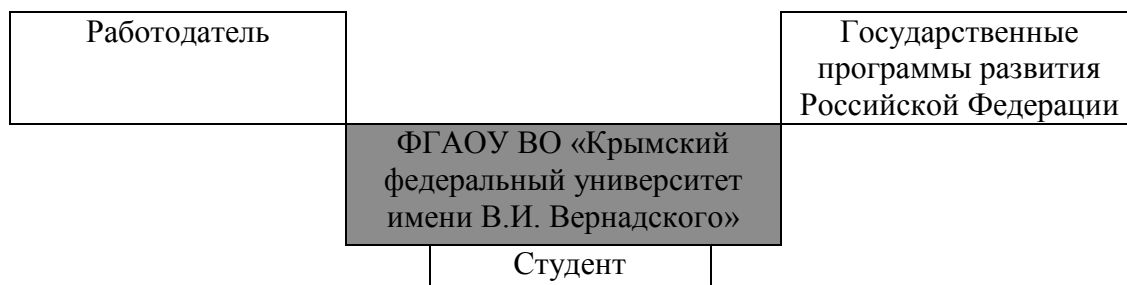 Работодатель
Государственные
программы развития
Российской Федерации
ФГАОУ ВО «Крымский
федеральный университет
имени В.И. Вернадского»
Студент